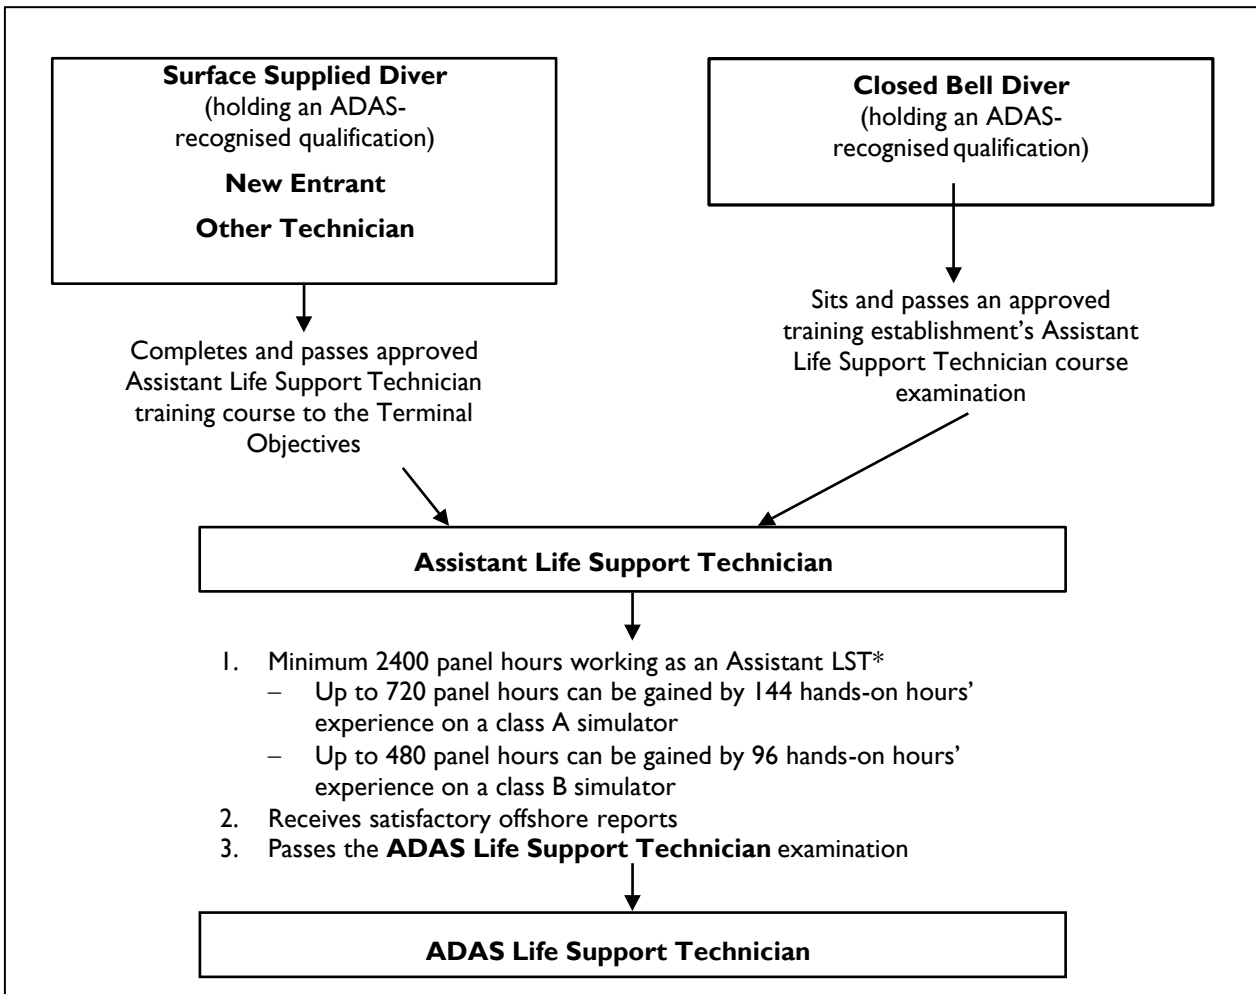 Surface Supplied Diver
(holding an ADAS-
recognised qualification)
New Entrant
Other Technician
Closed Bell Diver
(holding an ADAS-
recognised qualification)
Completes and passes approved
Assistant Life Support Technician
training course to the Terminal
Objectives
Sits and passes an approved
training establishment’s Assistant
Life Support Technician course
examination
Assistant Life Support Technician
1. Minimum 2400 panel hours working as an Assistant LST*
– Up to 720 panel hours can be gained by 144 hands-on hours’
experience on a class A simulator
– Up to 480 panel hours can be gained by 96 hands-on hours’
experience on a class B simulator
2. Receives satisfactory offshore reports
3. Passes the ADAS Life Support Technician examination
ADAS Life Support Technician